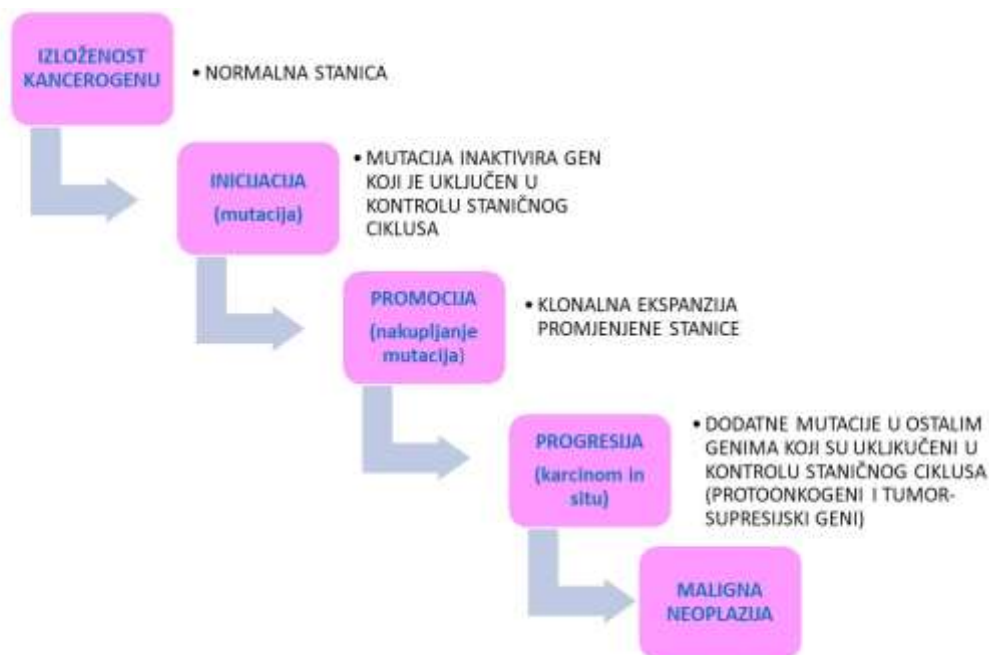 IZLOŽENOST
KANCEROGENU
• NORMALNA STANICA
INICIJACIJA
(mutacija)
• MUTACIJA INAKTIVIRA GEN
KOJI JE UKLJUČEN U
KONTROLU STANIČNOG
CIKLUSA
PROMOCIJA
(nakupljanje
mutacija)
• KLONALNA EKSPANZIJA
PROMJENJENE STANICE
PROGRESIJA
(karcinom in
situ)
• DODATNE MUTACIJE U OSTALIM
GENIMA KOJI SU UKLJKUČENI U
KONTROLU STANIČNOG CIKLUSA
(PROTOONKOGENI I TUMOR-
SUPRESIJSKI GENI)
MALIGNA
NEOPLAZIJA